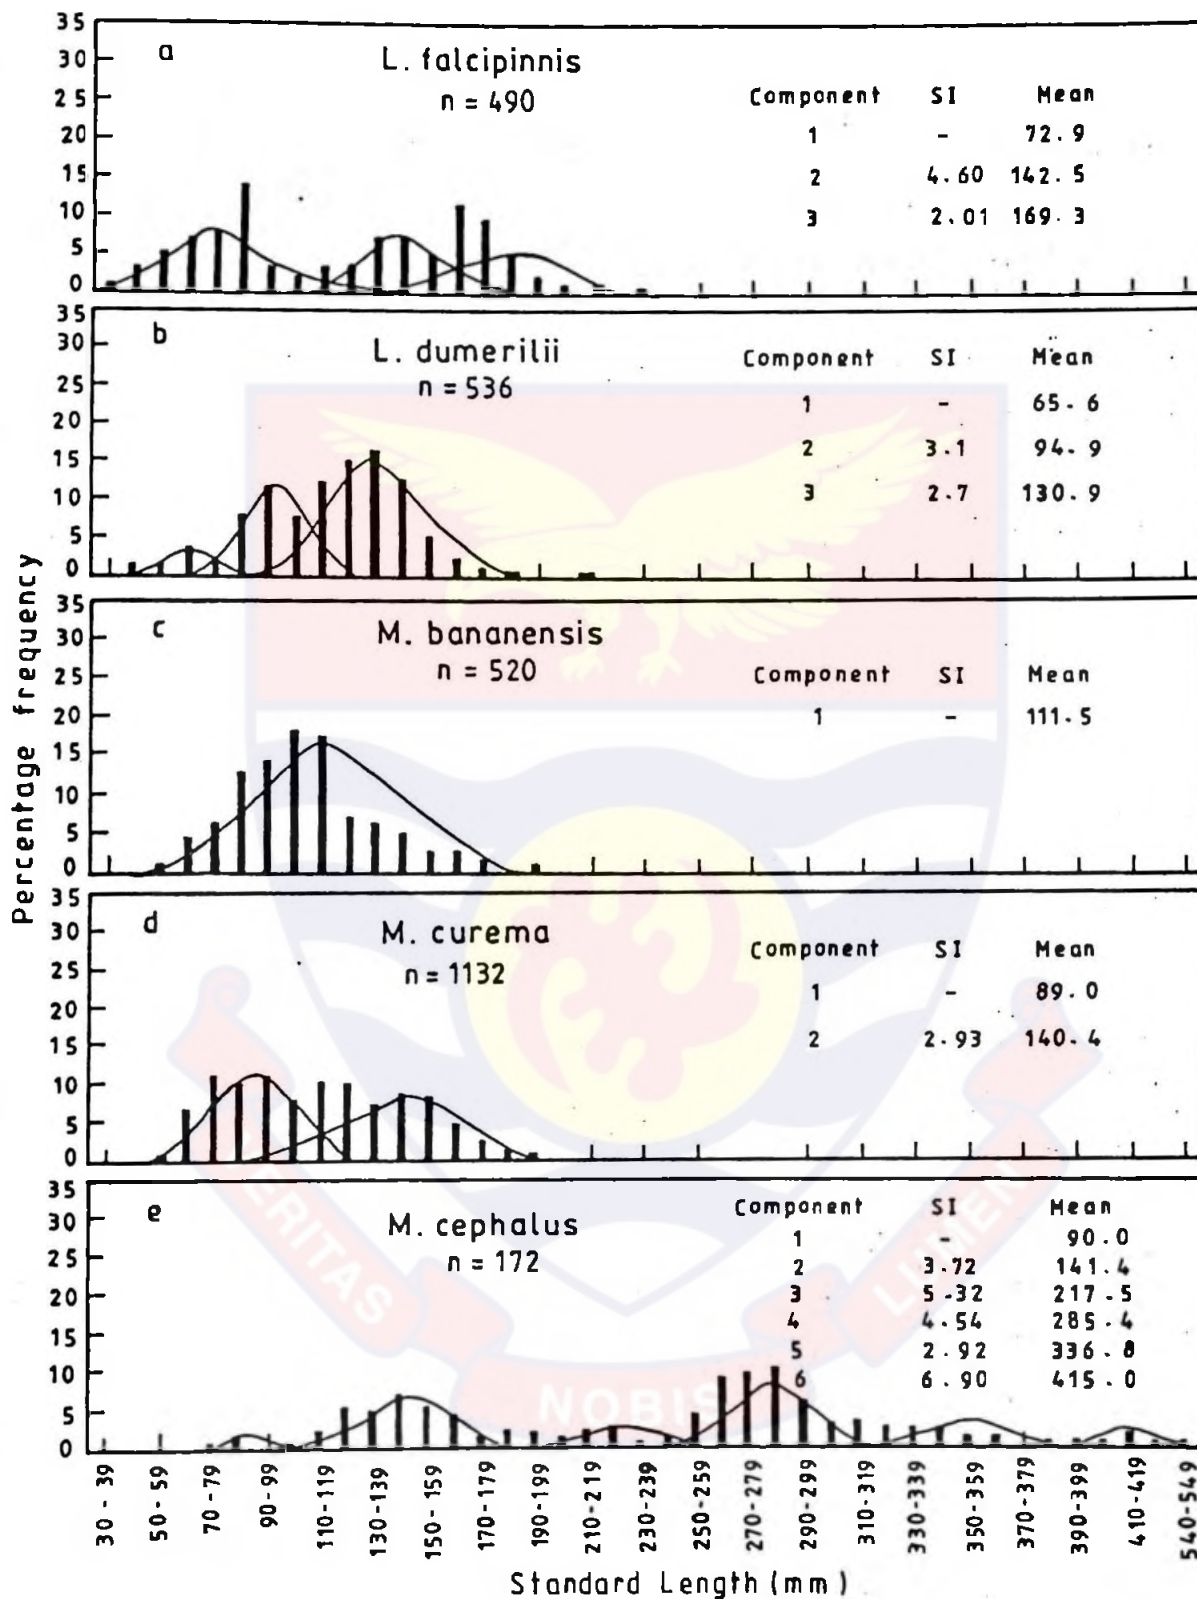 35
30
25
20
15
10
5
0
a
L. falcipinnis
n = 490
Component SI Mean
1 - 72.9
2 4.60 142.5
3 2.01 169.3
35
30
25
20
15
10
5
0
b
L. dumerilii
n = 536
Component SI Mean
1 - 65.6
2 3.1 94.9
3 2.7 130.9
35
30
25
20
15
10
5
0
c
M. bananensis
n = 520
Component SI Mean
1 - 111.5
35
30
25
20
15
10
5
0
d
M. curema
n = 1132
Component SI Mean
1 - 89.0
2 2.93 140.4
35
30
25
20
15
10
5
0
e
M. cephalus
n = 172
Component SI Mean
1 - 90.0
2 3.72 141.4
3 5.32 217.5
4 4.54 285.4
5 2.92 336.8
6 6.90 415.0
Percentage frequency
30-39
50-59
70-79
90-99
110-119
130-139
150-159
170-179
190-199
210-219
230-239
250-259
270-279
290-299
310-319
330-339
350-359
370-379
390-399
410-419
540-549
Standard Length (mm)
VERITAS
NOBIS
LUMEN